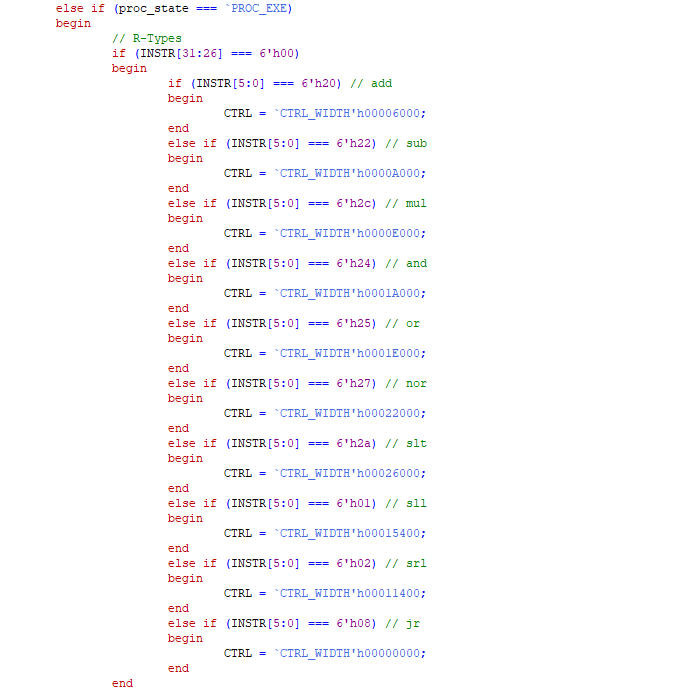 else if (proc_state === `PROC_EXE)
begin
// R-Types
if (INSTR[31:26] === 6'h00)
begin
if (INSTR[5:0] === 6'h20) // add
begin
CTRL = `CTRL_WIDTH'h00006000;
end
else if (INSTR[5:0] === 6'h22) // sub
begin
CTRL = `CTRL_WIDTH'h0000A000;
end
else if (INSTR[5:0] === 6'h2c) // mul
begin
CTRL = `CTRL_WIDTH'h0000E000;
end
else if (INSTR[5:0] === 6'h24) // and
begin
CTRL = `CTRL_WIDTH'h0001A000;
end
else if (INSTR[5:0] === 6'h25) // or
begin
CTRL = `CTRL_WIDTH'h0001E000;
end
else if (INSTR[5:0] === 6'h27) // nor
begin
CTRL = `CTRL_WIDTH'h00022000;
end
else if (INSTR[5:0] === 6'h2a) // slt
begin
CTRL = `CTRL_WIDTH'h00026000;
end
else if (INSTR[5:0] === 6'h01) // sll
begin
CTRL = `CTRL_WIDTH'h00015400;
end
else if (INSTR[5:0] === 6'h02) // srl
begin
CTRL = `CTRL_WIDTH'h00011400;
end
else if (INSTR[5:0] === 6'h08) // jr
begin
CTRL = `CTRL_WIDTH'h00000000;
end
end